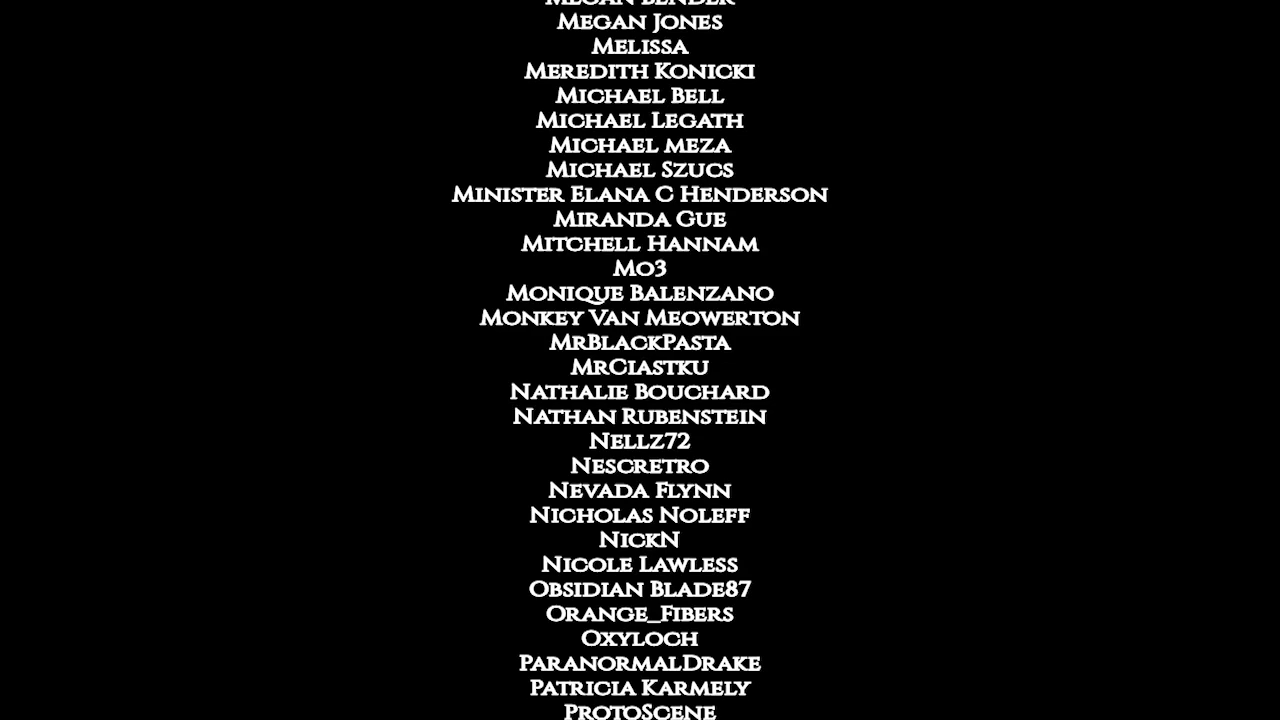 Megan Bender
Megan Jones
Melissa
Meredith Konicki
Michael Bell
Michael Legath
Michael meza
Michael Szucs
Minister Elana C Henderson
Miranda Gue
Mitchell Hannam
Mo3
Monique Balenzano
Monkey Van Meowerton
MrBlackPasta
MrCiastku
Nathalie Bouchard
Nathan Rubenstein
Nellz72
Nescretro
Nevada Flynn
Nicholas Noleff
NickN
Nicole Lawless
Obsidian Blade87
Orange_Fibers
Oxyloch
ParanormalDrake
Patricia Karmely
ProtoScene